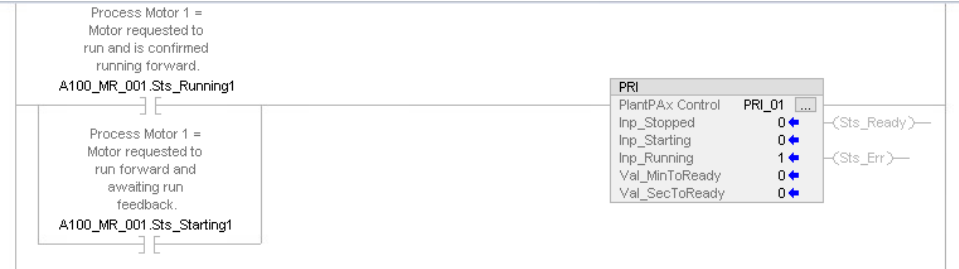 Process Motor 1 =
Motor requested to
run and is confirmed
running forward.
A100_MR_001.Sts_Running1
Process Motor 1 =
Motor requested to
run forward and
awaiting run
feedback.
A100_MR_001.Sts_Starting1
PRI
PlantPAx Control PRI_01 ...
Inp_Stopped 0
Inp_Starting 0
Inp_Running 1
Val_MinToReady 0
Val_SecToReady 0
(Sts_Ready)
(Sts_Err)